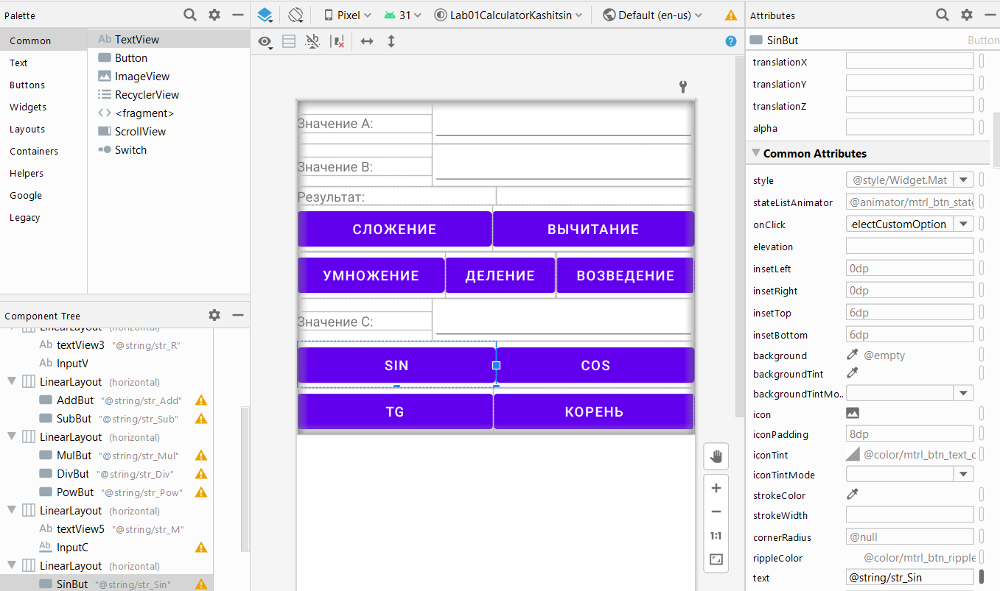 Palette
Common
Text
Buttons
Widgets
Layouts
Containers
Helpers
Google
Legacy
Ab TextView
Button
ImageView
RecyclerView
<> <fragment>
ScrollView
Switch
Component Tree
LinearLayout (horizontal)
Ab textView3 "@string/str_R"
Ab InputV
LinearLayout (horizontal)
AddBut "@string/str_Add"
SubBut "@string/str_Sub"
LinearLayout (horizontal)
MulBut "@string/str_Mul"
DivBut "@string/str_Div"
PowBut "@string/str_Pow"
LinearLayout (horizontal)
Ab textView5 "@string/str_M"
Ab InputC
LinearLayout (horizontal)
SinBut "@string/str_Sin"
Pixel 31 Lab01CalculatorKashitsin Default (en-us)
Значение A:
Значение B:
Результат:
СЛОЖЕНИЕ ВЫЧИТАНИЕ
УМНОЖЕНИЕ ДЕЛЕНИЕ ВОЗВЕДЕНИЕ
Значение C:
SIN COS
TG КОРЕНЬ
1:1
Attributes
SinBut Button
translationX
translationY
translationZ
alpha
Common Attributes
style @style/Widget.Mat
stateListAnimator @animator/mtrl_btn_state
onClick electCustomOption
elevation
insetLeft 0dp
insetRight 0dp
insetTop 6dp
insetBottom 6dp
background @empty
backgroundTint
backgroundTintMo..
icon
iconPadding 8dp
iconTint @color/mtrl_btn_text_c
iconTintMode
strokeColor
strokeWidth
cornerRadius @null
rippleColor @color/mtrl_btn_ripple
text @string/str_Sin